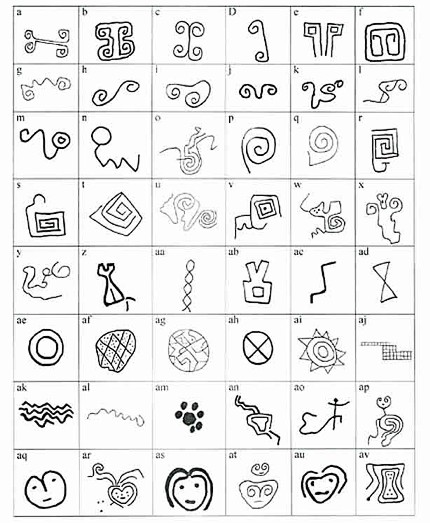 a b c D e f
g h i j k l
m n o p q r
s t u v w x
y z aa ab ac ad
ae af ag ah ai aj
ak al am an ao ap
aq ar as at au av